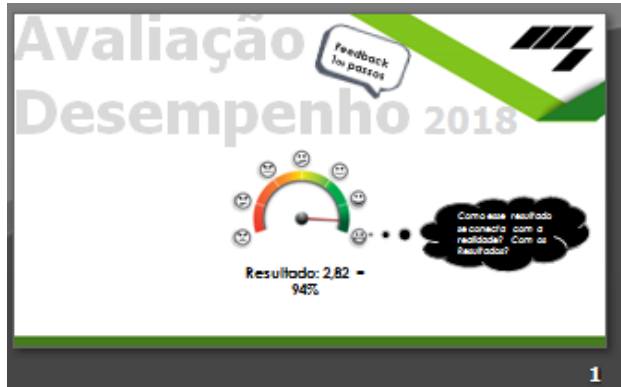 Avaliação
Desempenho 2018
Feedback
1os passos
Como esse resultado
se conecta com a
realidade? Com os
Resultados?
Resultado: 2,82 =
94%
1